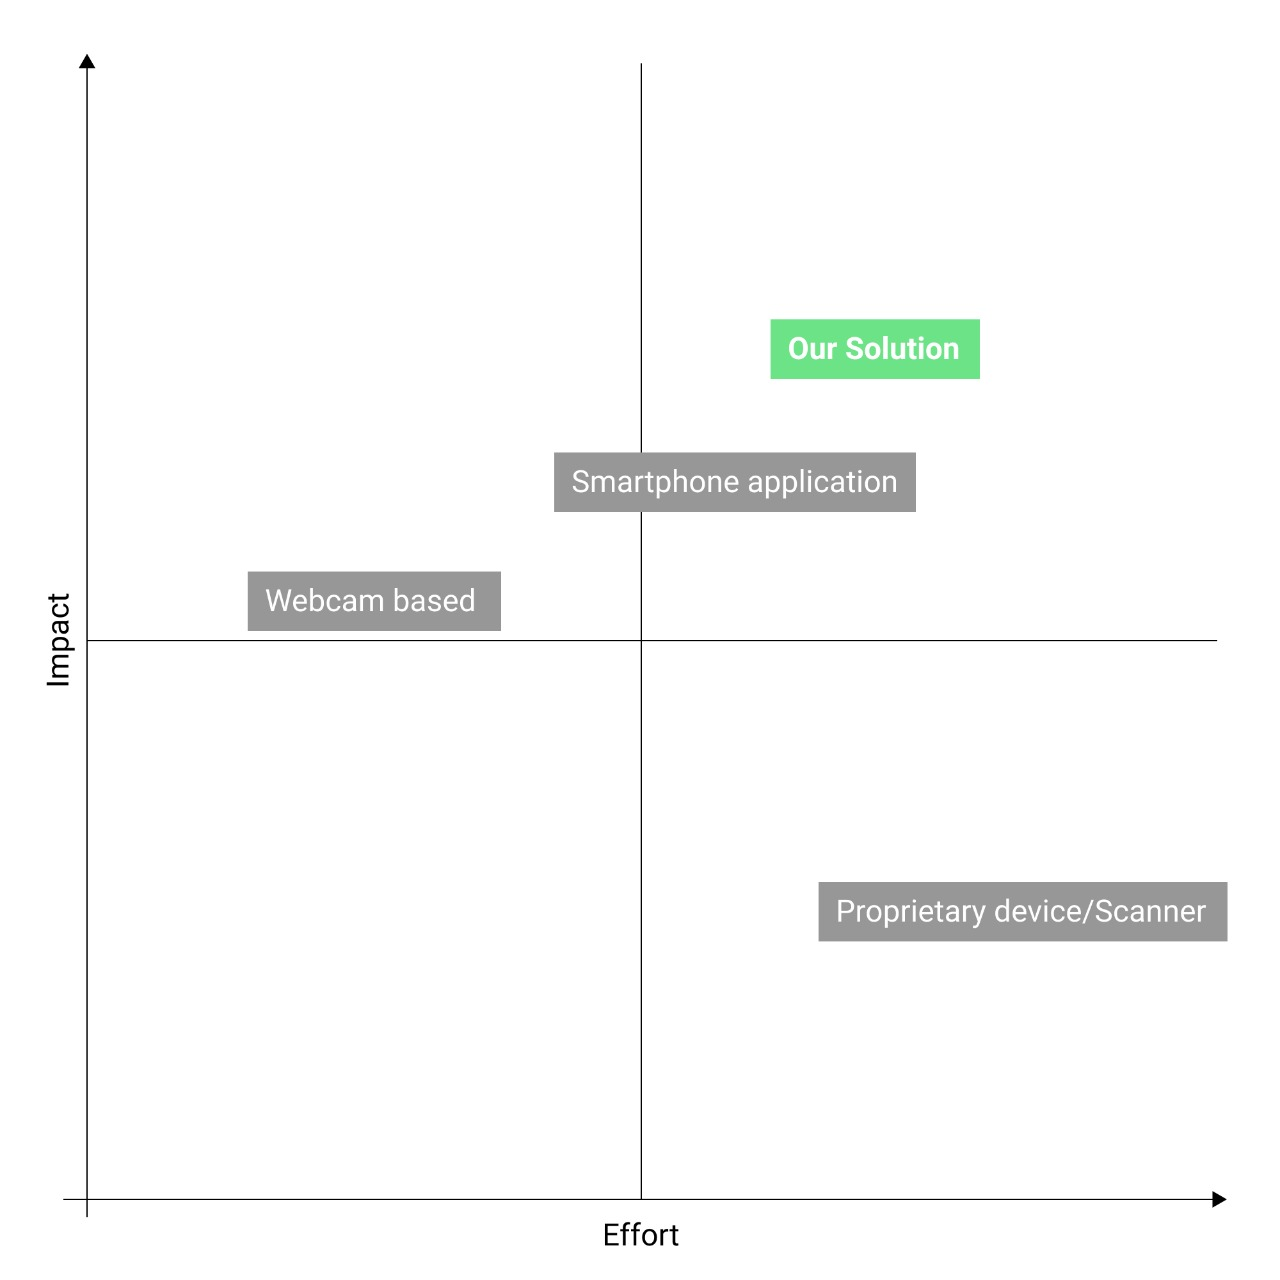 Our Solution
Smartphone application
Webcam based
Impact
Proprietary device/Scanner
Effort